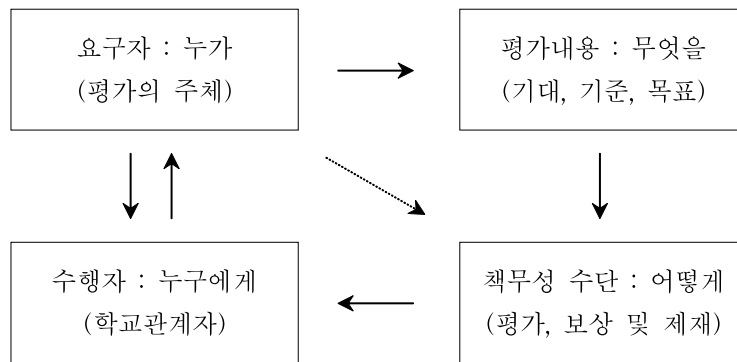 요구자 : 누가
(평가의 주체)
평가내용 : 무엇을
(기대, 기준, 목표)
수행자 : 누구에게
(학교관계자)
책무성 수단 : 어떻게
(평가, 보상 및 제재)